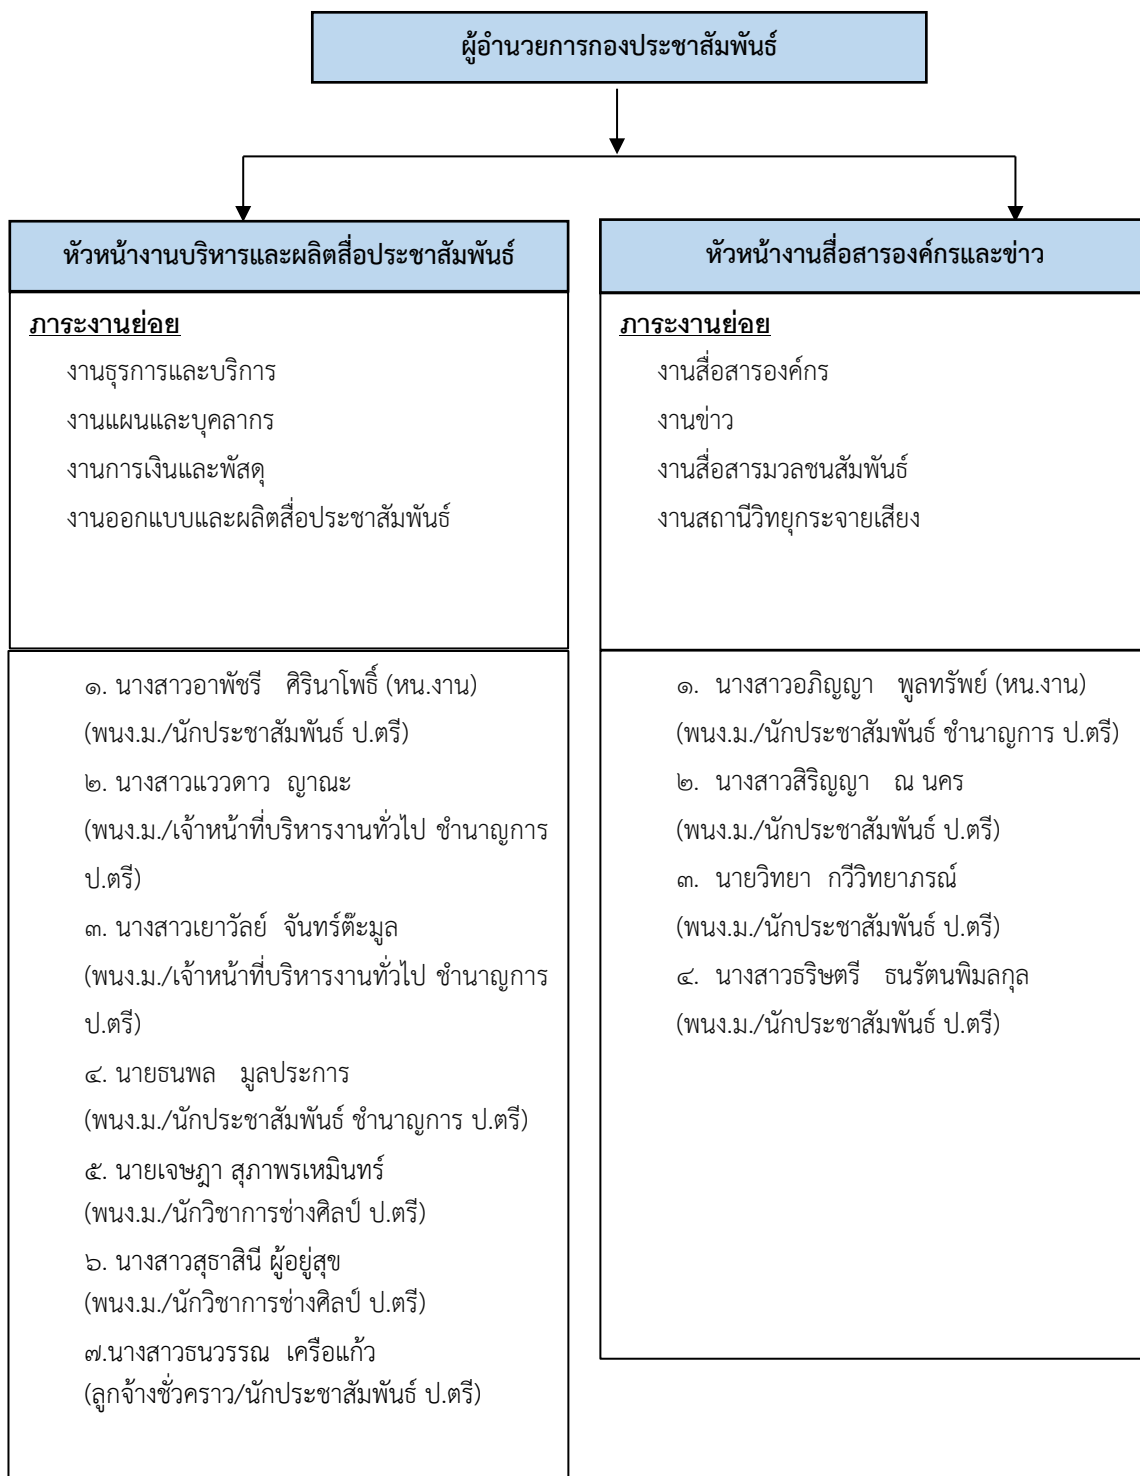 ผู้อำนวยการกองประชาสัมพันธ์
หัวหน้างานบริหารและผลิตสื่อประชาสัมพันธ์
ภาระงานย่อย
งานธุรการและบริการ
งานแผนและบุคลากร
งานการเงินและพัสดุ
งานออกแบบและผลิตสื่อประชาสัมพันธ์
๑. นางสาวอาพัชรี ศิรินาโพธิ์ (หน.งาน)
(พนง.ม./นักประชาสัมพันธ์ ป.ตรี)
๒. นางสาวแววดาว ญาณะ
(พนง.ม./เจ้าหน้าที่บริหารงานทั่วไป ชำนาญการ
ป.ตรี)
๓. นางสาวเยาวัลย์ จันทร์ต๊ะมูล
(พนง.ม./เจ้าหน้าที่บริหารงานทั่วไป ชำนาญการ
ป.ตรี)
๔. นายธนพล มูลประการ
(พนง.ม./นักประชาสัมพันธ์ ชำนาญการ ป.ตรี)
๕. นายเจษฎา สุภาพรเหมินทร์
(พนง.ม./นักวิชาการช่างศิลป์ ป.ตรี)
๖. นางสาวสุธาสินี ผู้อยู่สุข
(พนง.ม./นักวิชาการช่างศิลป์ ป.ตรี)
๗.นางสาวธนวรรณ เครือแก้ว
(ลูกจ้างชั่วคราว/นักประชาสัมพันธ์ ป.ตรี)
หัวหน้างานสื่อสารองค์กรและข่าว
ภาระงานย่อย
งานสื่อสารองค์กร
งานข่าว
งานสื่อสารมวลชนสัมพันธ์
งานสถานีวิทยุกระจายเสียง
๑. นางสาวอภิญญา พูลทรัพย์ (หน.งาน)
(พนง.ม./นักประชาสัมพันธ์ ชำนาญการ ป.ตรี)
๒. นางสาวสิริญญา ณ นคร
(พนง.ม./นักประชาสัมพันธ์ ป.ตรี)
๓. นายวิทยา กวีวิทยาภรณ์
(พนง.ม./นักประชาสัมพันธ์ ป.ตรี)
๔. นางสาวธริษตรี ธนรัตนพิมลกุล
(พนง.ม./นักประชาสัมพันธ์ ป.ตรี)